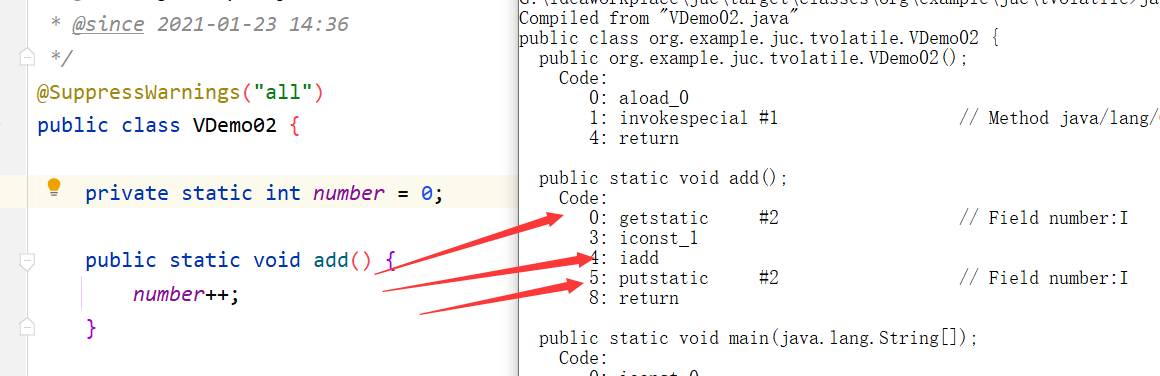 * @since 2021-01-23 14:36
*/
@SuppressWarnings("all")
public class VDemo02 {
private static int number = 0;
public static void add() {
number++;
}
Compiled from "VDemo02.java"
public class org.example.juc.tvolatile.VDemo02 {
public org.example.juc.tvolatile.VDemo02();
Code:
0: aload_0
1: invokespecial #1 // Method java/lang/
4: return
public static void add();
Code:
0: getstatic #2 // Field number:I
3: iconst_1
4: iadd
5: putstatic #2 // Field number:I
8: return
public static void main(java.lang.String[]);
Code: